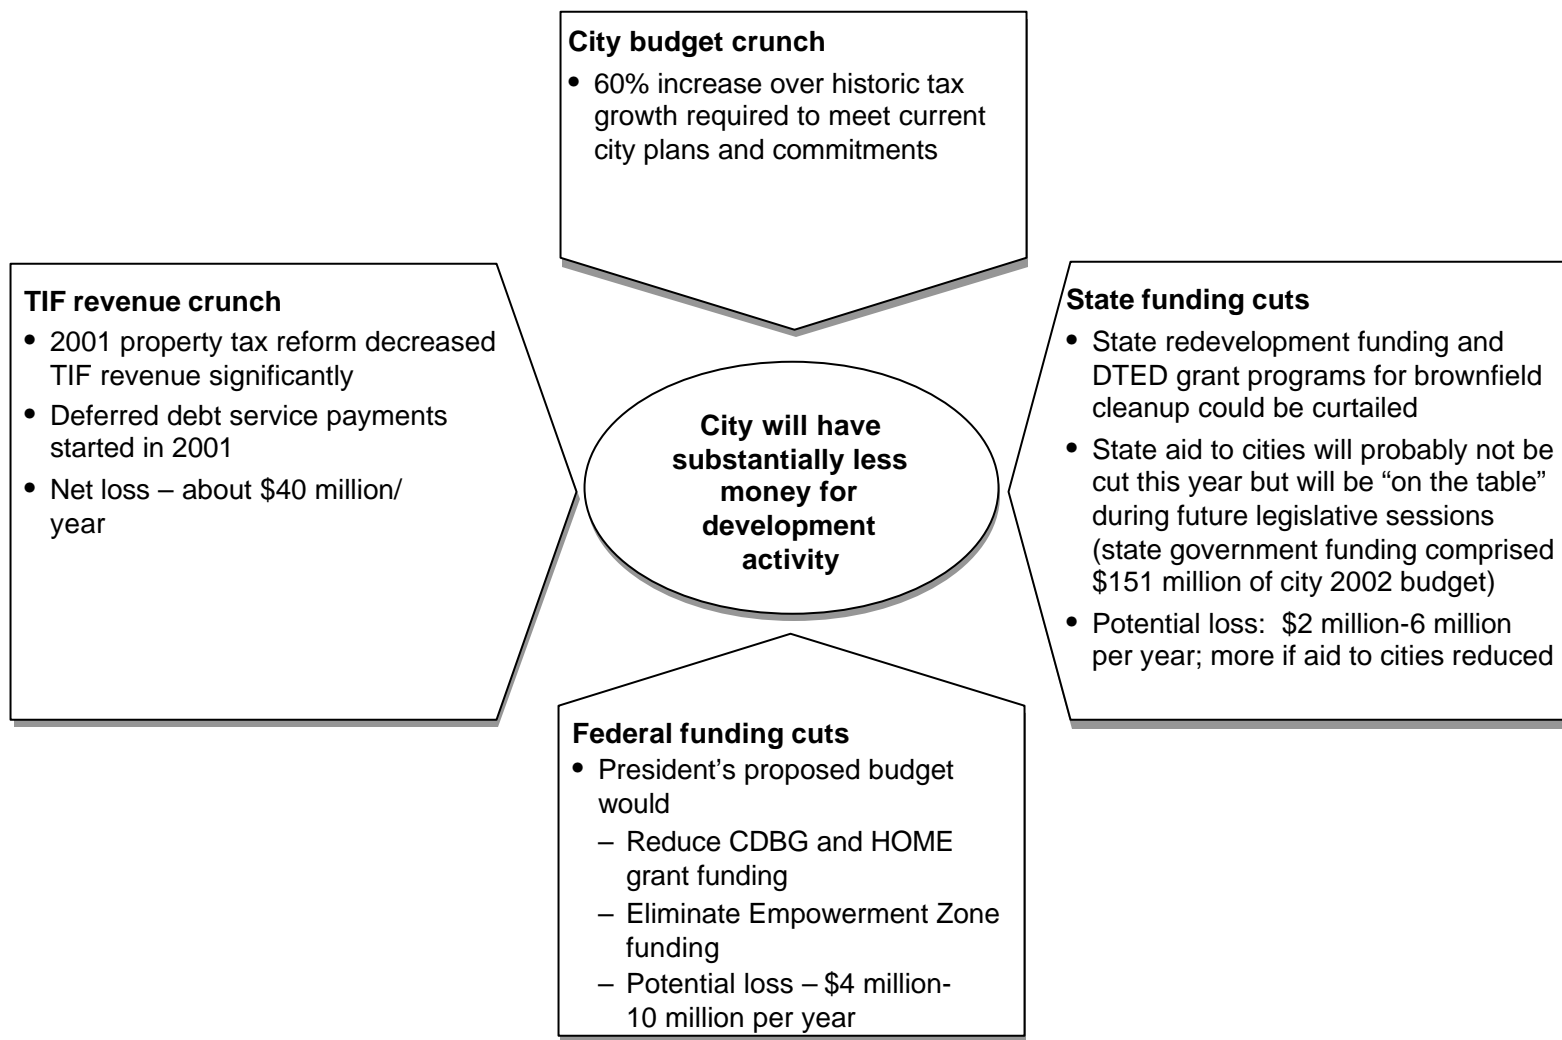 City budget crunch
• 60% increase over historic tax
growth required to meet current
city plans and commitments
TIF revenue crunch
• 2001 property tax reform decreased
TIF revenue significantly
• Deferred debt service payments
started in 2001
• Net loss – about $40 million/
year
City will have
substantially less
money for
development
activity
State funding cuts
• State redevelopment funding and
DTED grant programs for brownfield
cleanup could be curtailed
• State aid to cities will probably not be
cut this year but will be “on the table”
during future legislative sessions
(state government funding comprised
$151 million of city 2002 budget)
• Potential loss:  $2 million-6 million
per year; more if aid to cities reduced
Federal funding cuts
• President’s proposed budget
would
– Reduce CDBG and HOME
grant funding
– Eliminate Empowerment Zone
funding
– Potential loss – $4 million-
10 million per year